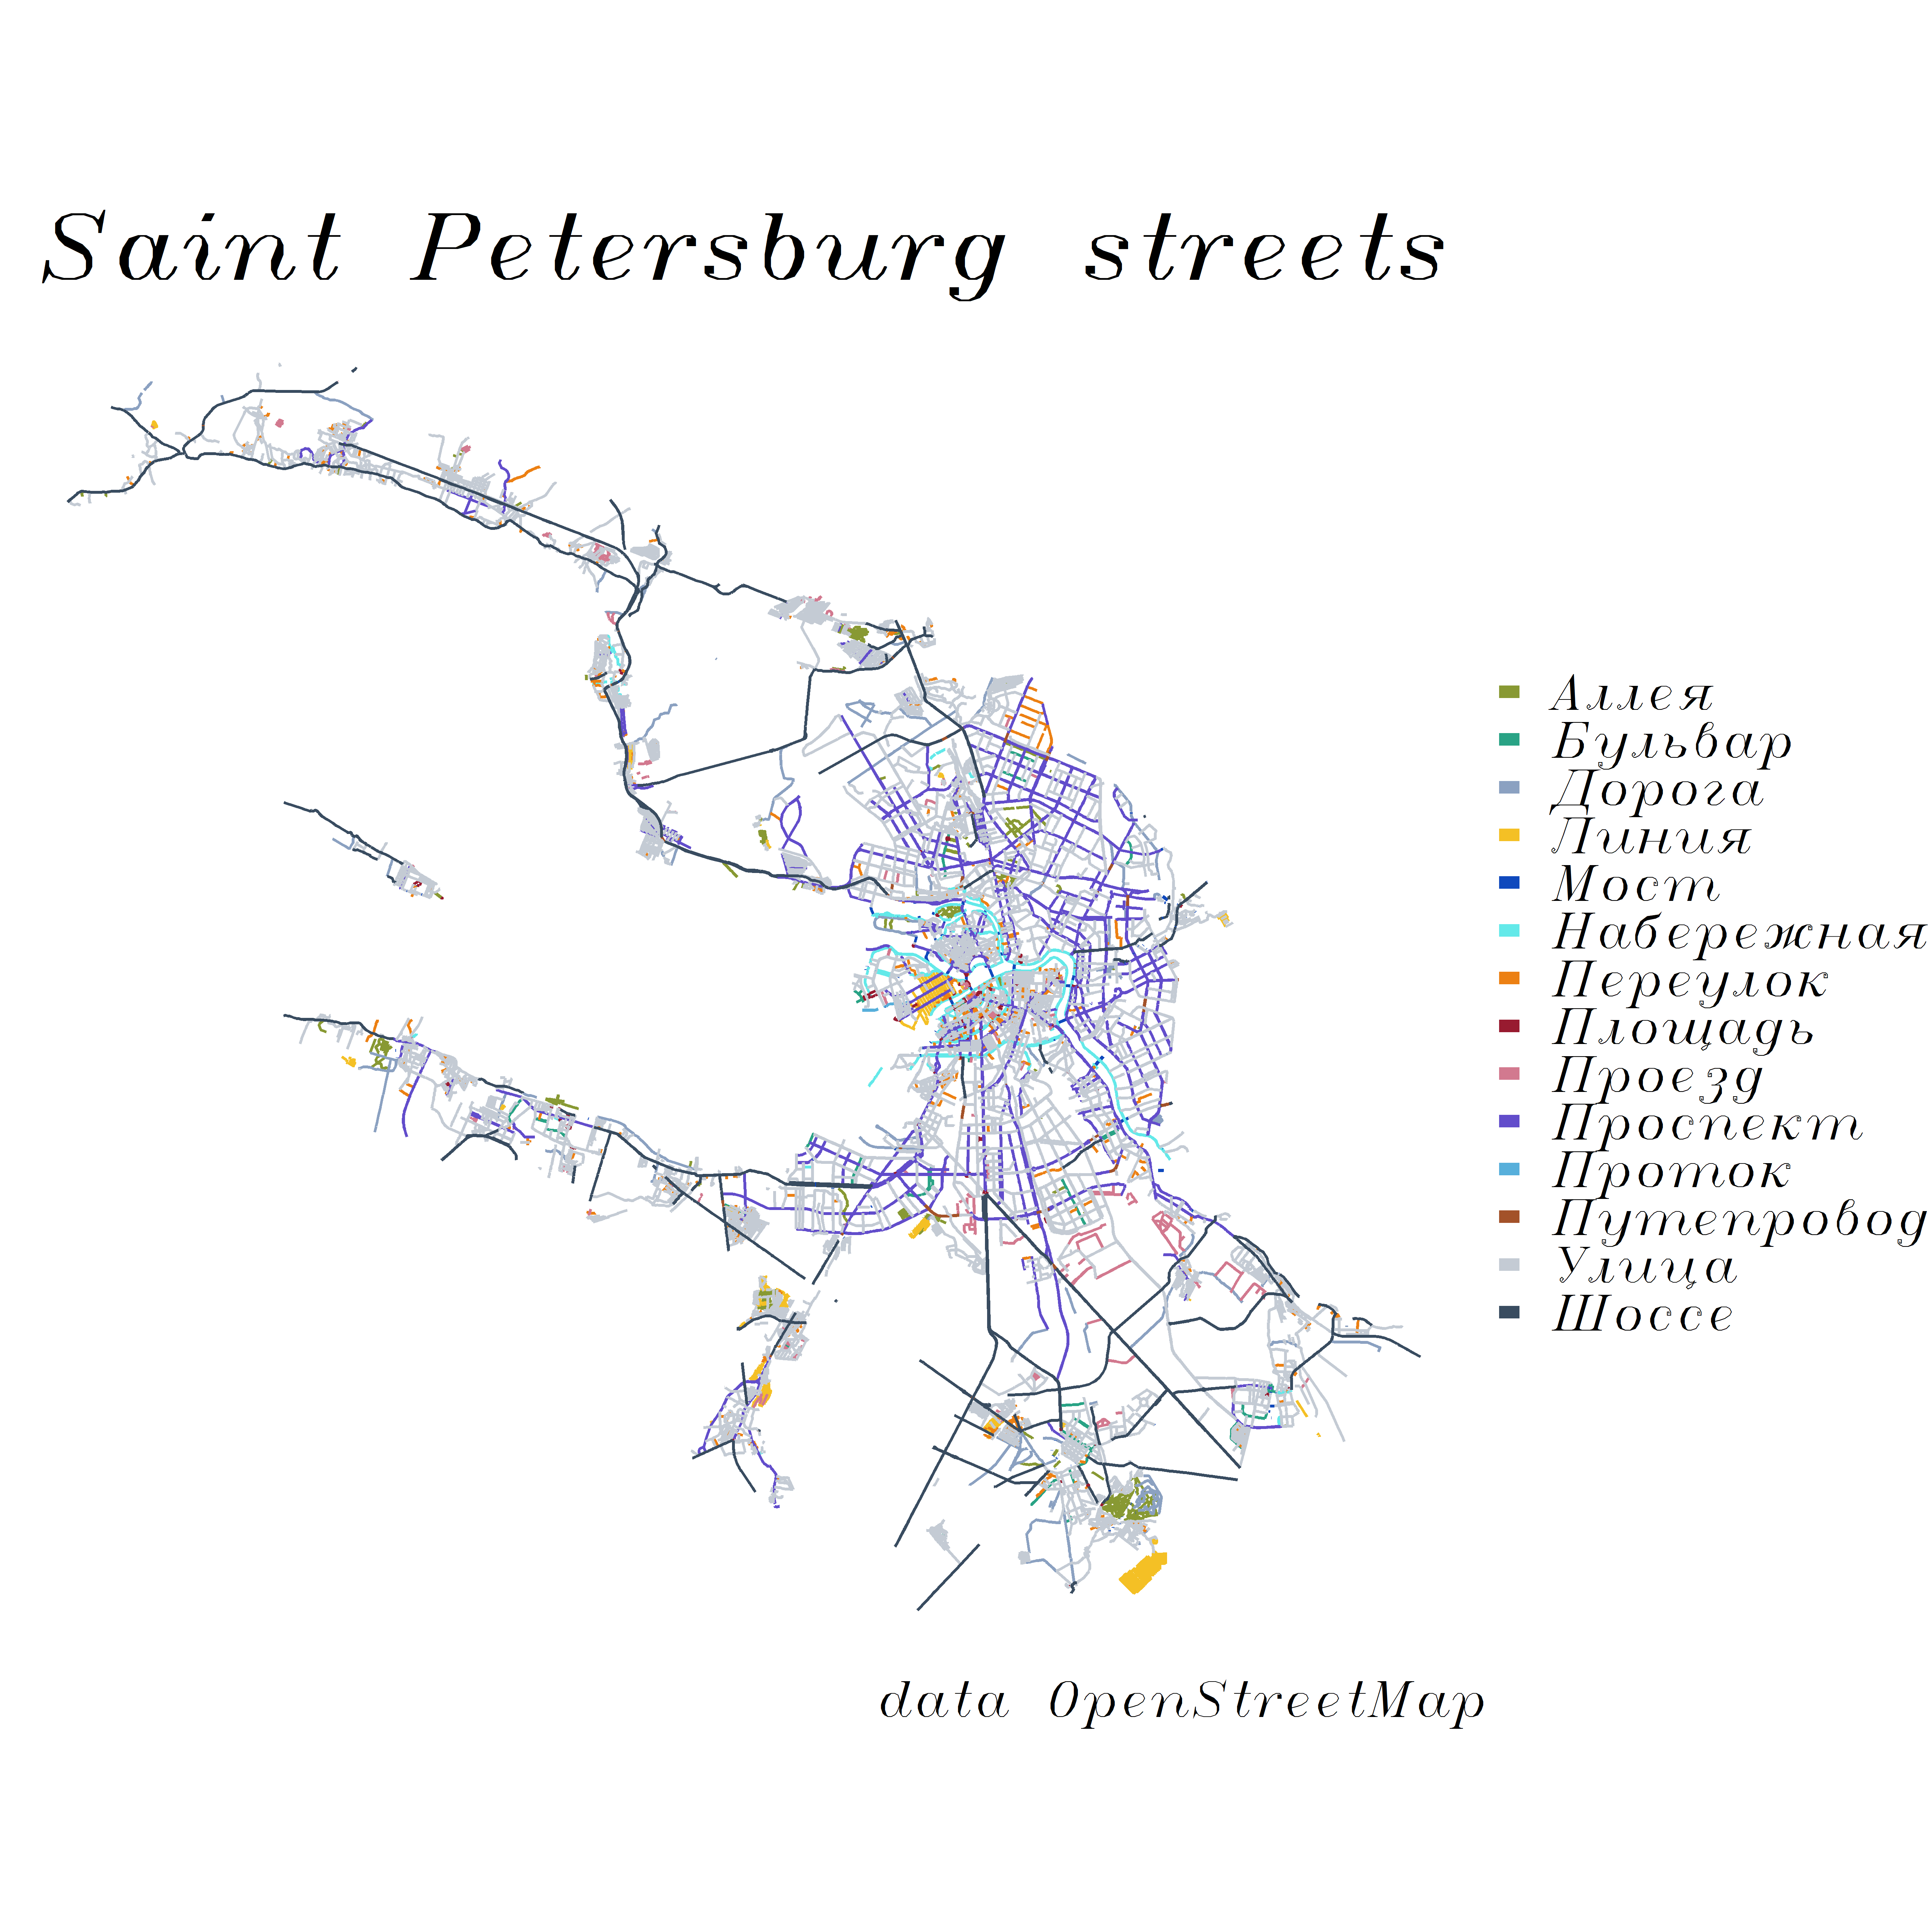 Saint Petersburg streets
Аллея
Бульвар
Дорога
Линия
Мост
Набережная
Переулок
Площадь
Проезд
Проспект
Проток
Путепровод
Улица
Шоссе
data OpenStreetMap